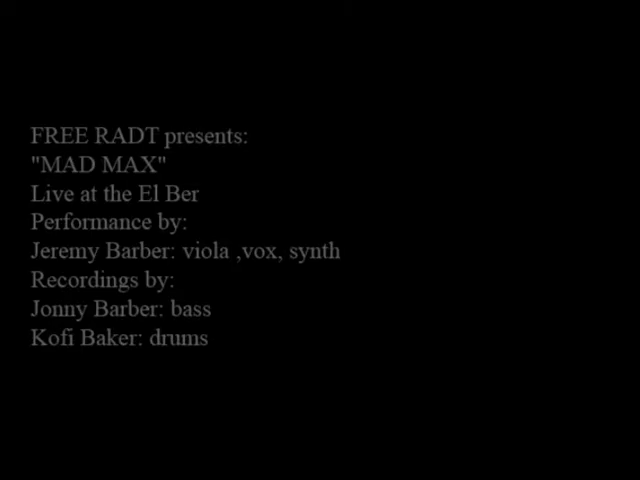 FREE RADT presents:
"MAD MAX"
Live at the El Ber
Performance by:
Jeremy Barber: viola ,vox, synth
Recordings by:
Jonny Barber: bass
Kofi Baker: drums